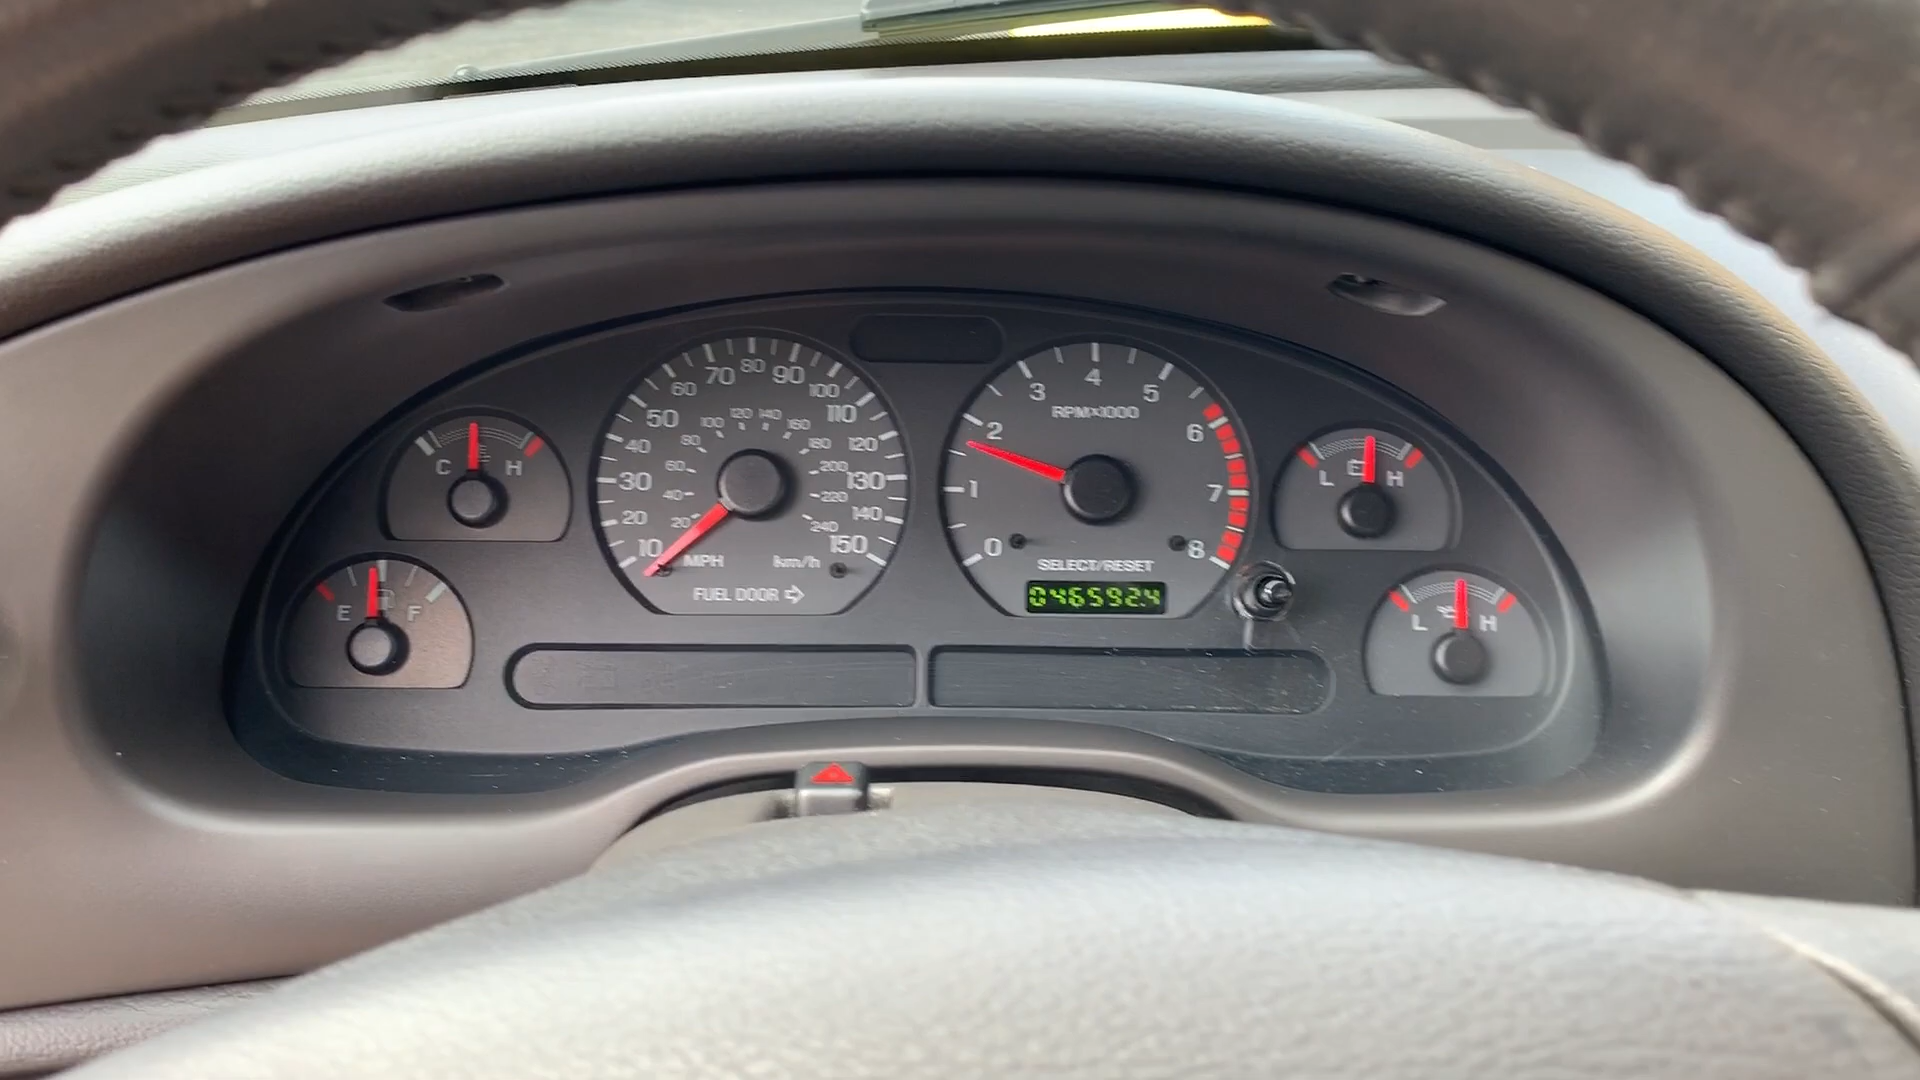 C H
E F
10 20 30 40 50 60 70 80 90 100 110 120 130 140 150
20 40 60 80 100 120 140 160 180 200 220 240
MPH km/h
FUEL DOOR
0 1 2 3 4 5 6 7 8
RPM×1000
SELECT/RESET
046592.4
L H
L H